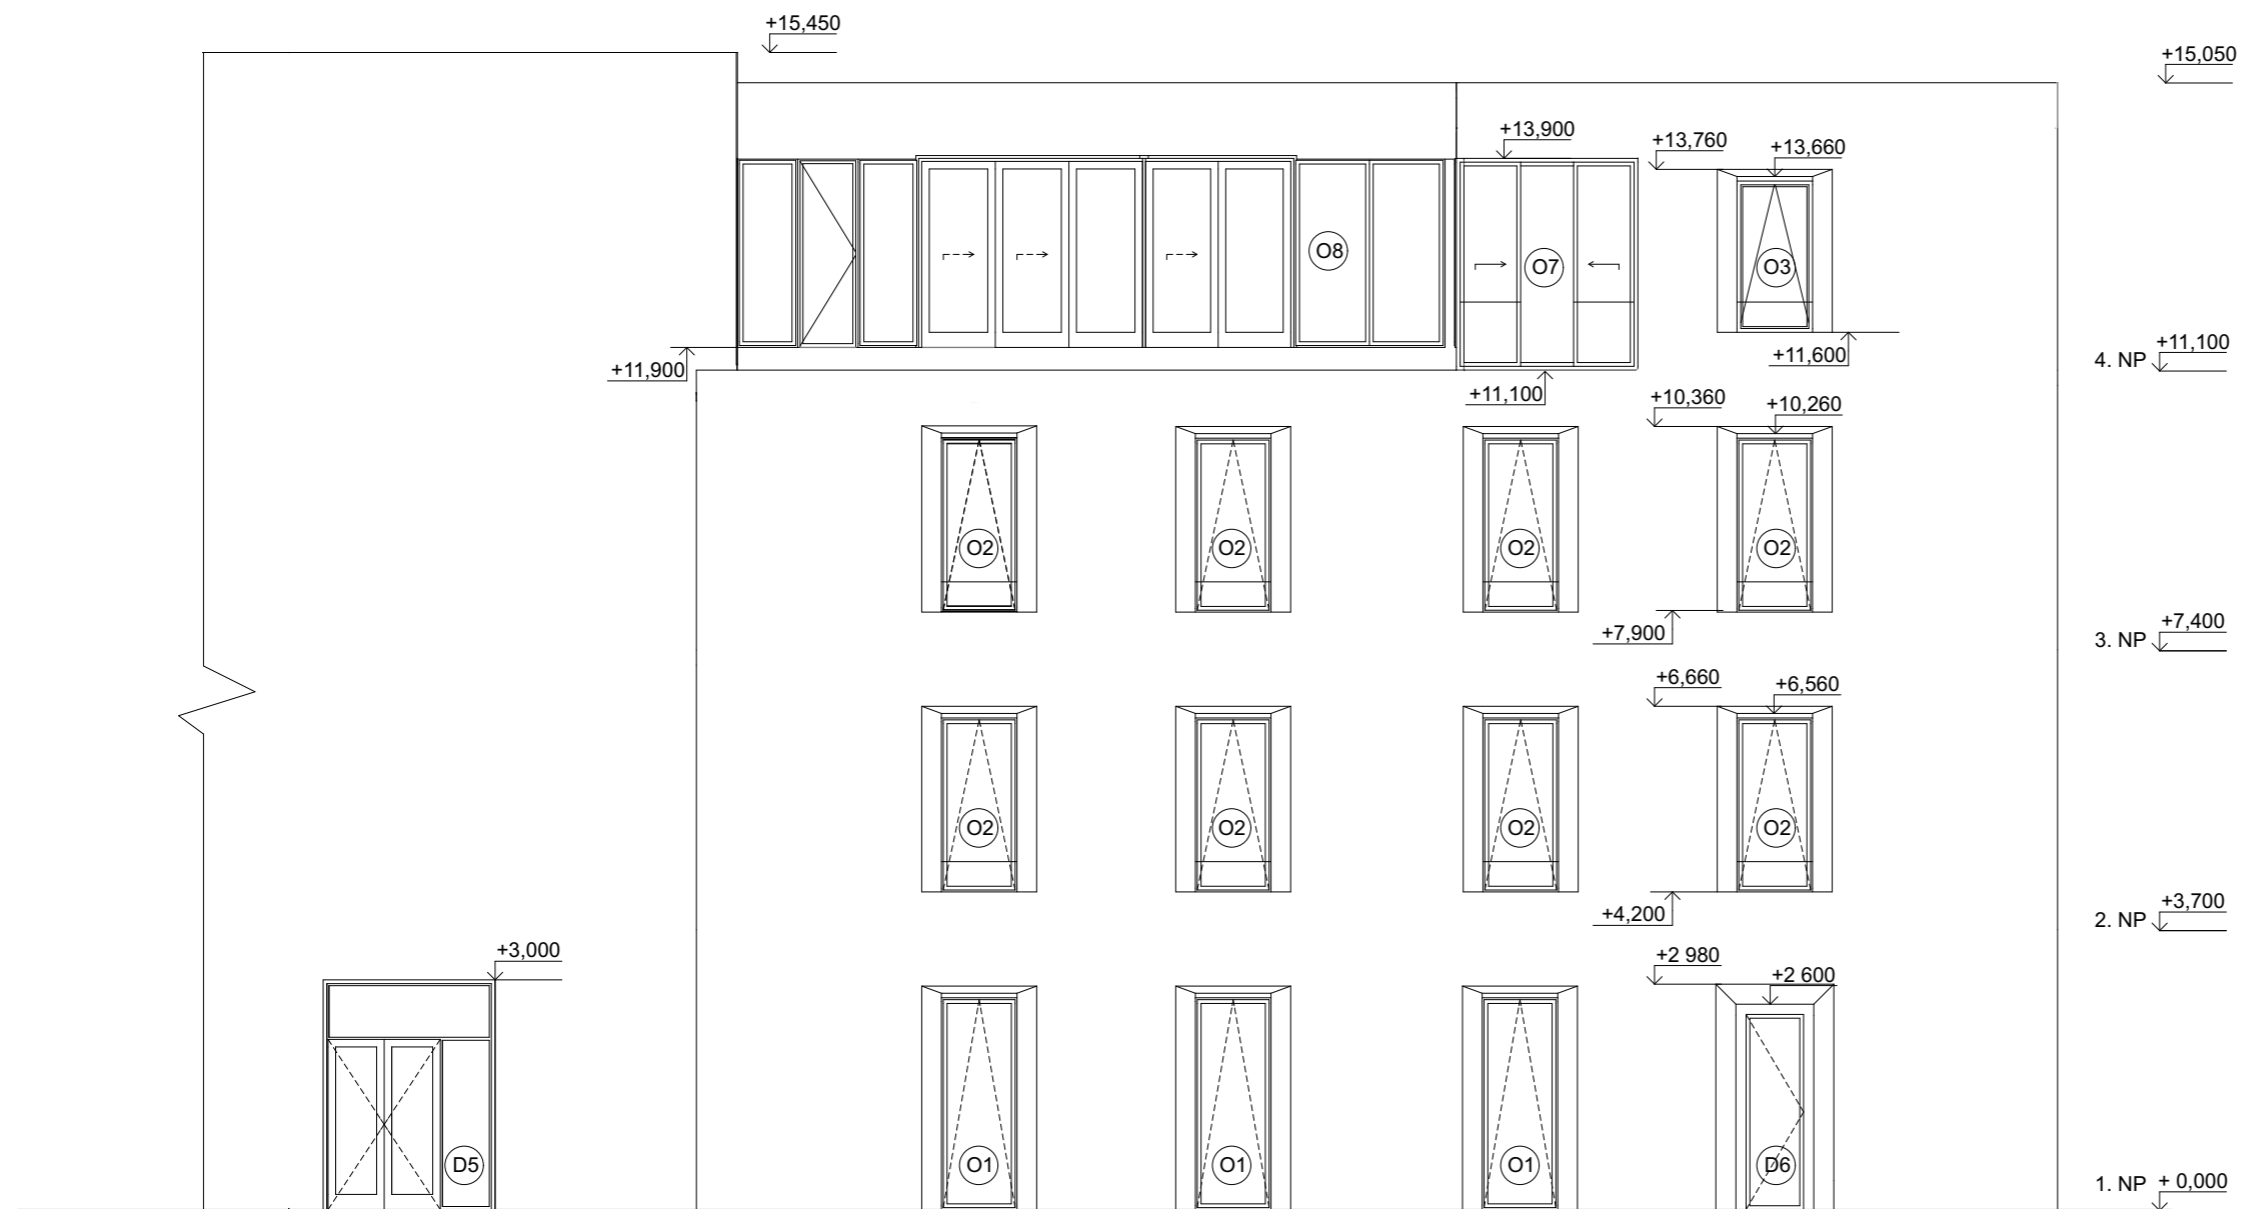 +15,450
+15,050
+13,900
+13,760
+13,660
O8
O7
O3
+11,900
+11,100
+11,600
4. NP +11,100
+10,360
+10,260
O2
O2
O2
O2
+7,900
3. NP +7,400
+6,660
+6,560
O2
O2
O2
O2
+4,200
2. NP +3,700
+3,000
+2 980
+2 600
D5
O1
O1
O1
D6
1. NP + 0,000